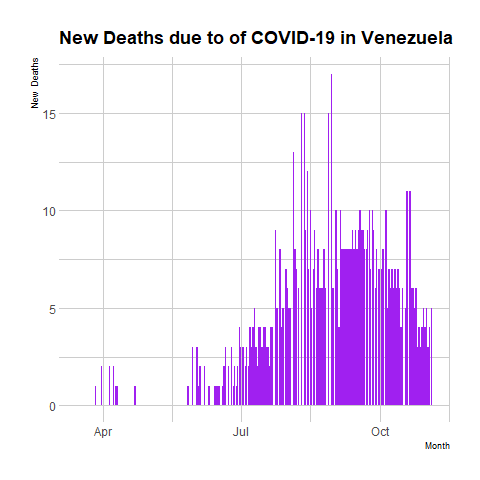 New Deaths due to of COVID-19 in Venezuela
New Deaths
15
10
5
0
Apr
Jul
Oct
Month